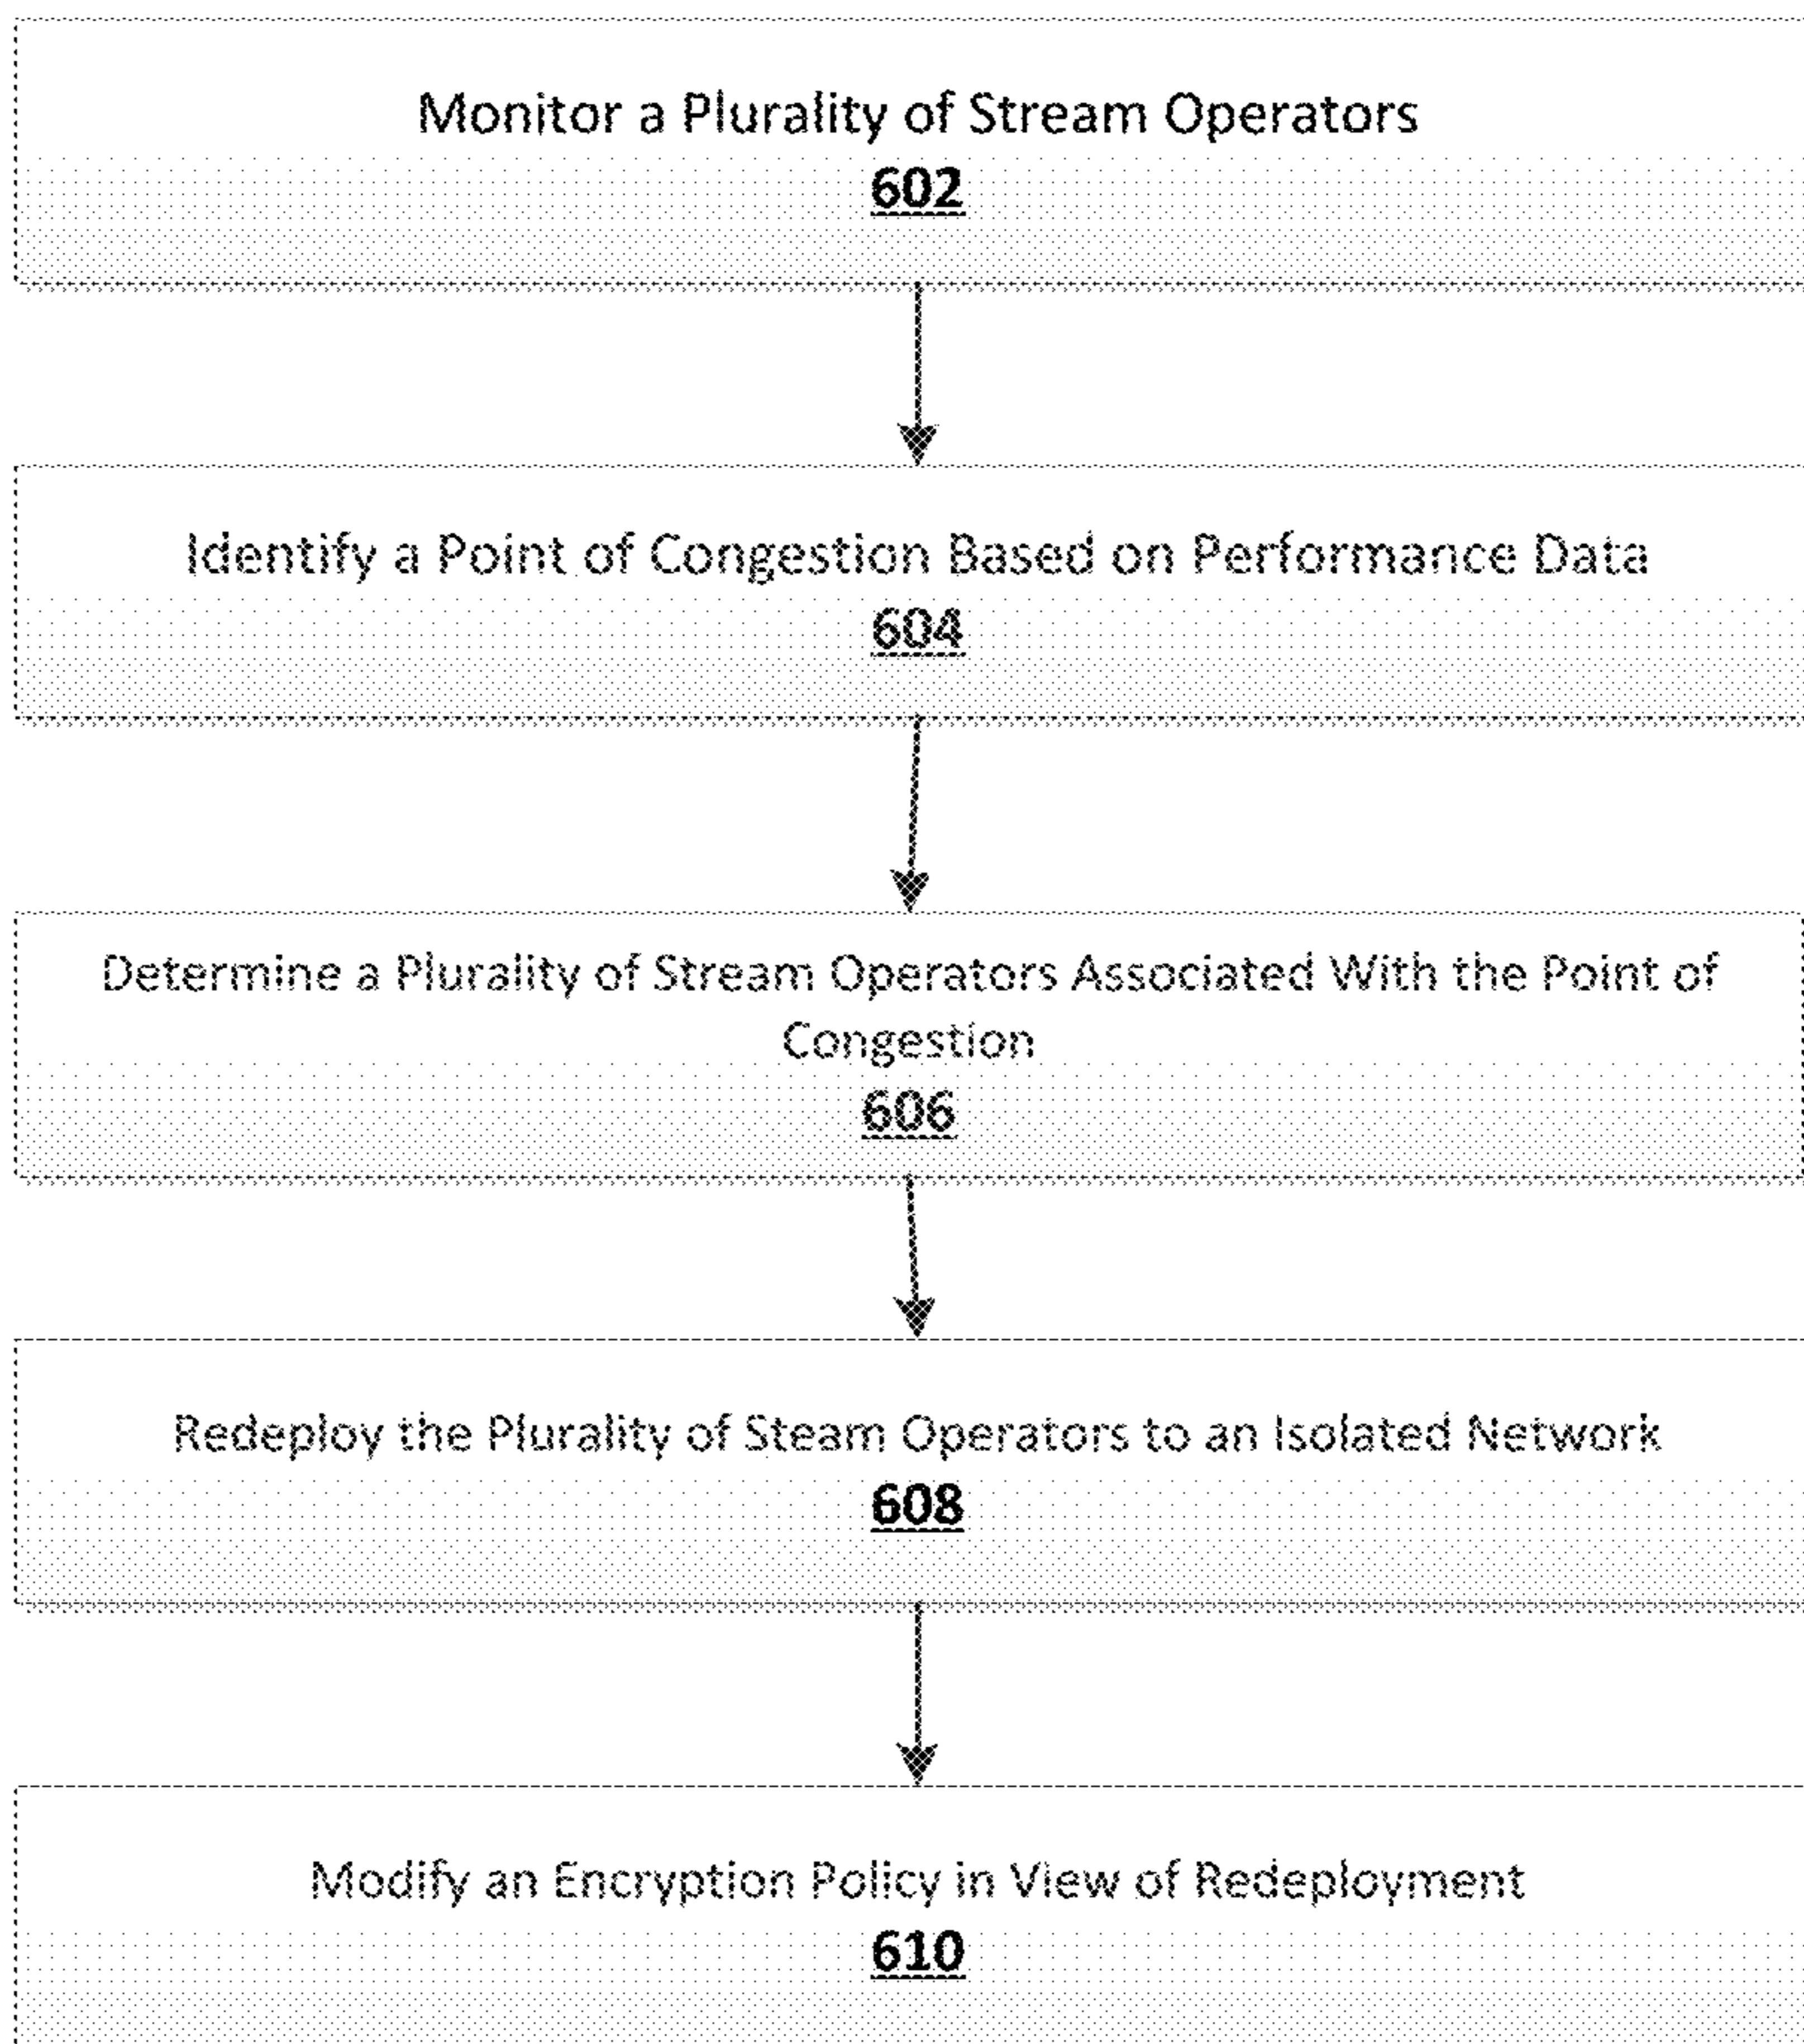 Monitor a Plurality of Stream Operators
602
Identify a Point of Congestion Based on Performance Data
604
Determine a Plurality of Stream Operators Associated With the Point of
Congestion
606
Redeploy the Plurality of Steam Operators to an Isolated Network
608
Modify an Encryption Policy in View of Redeployment
610